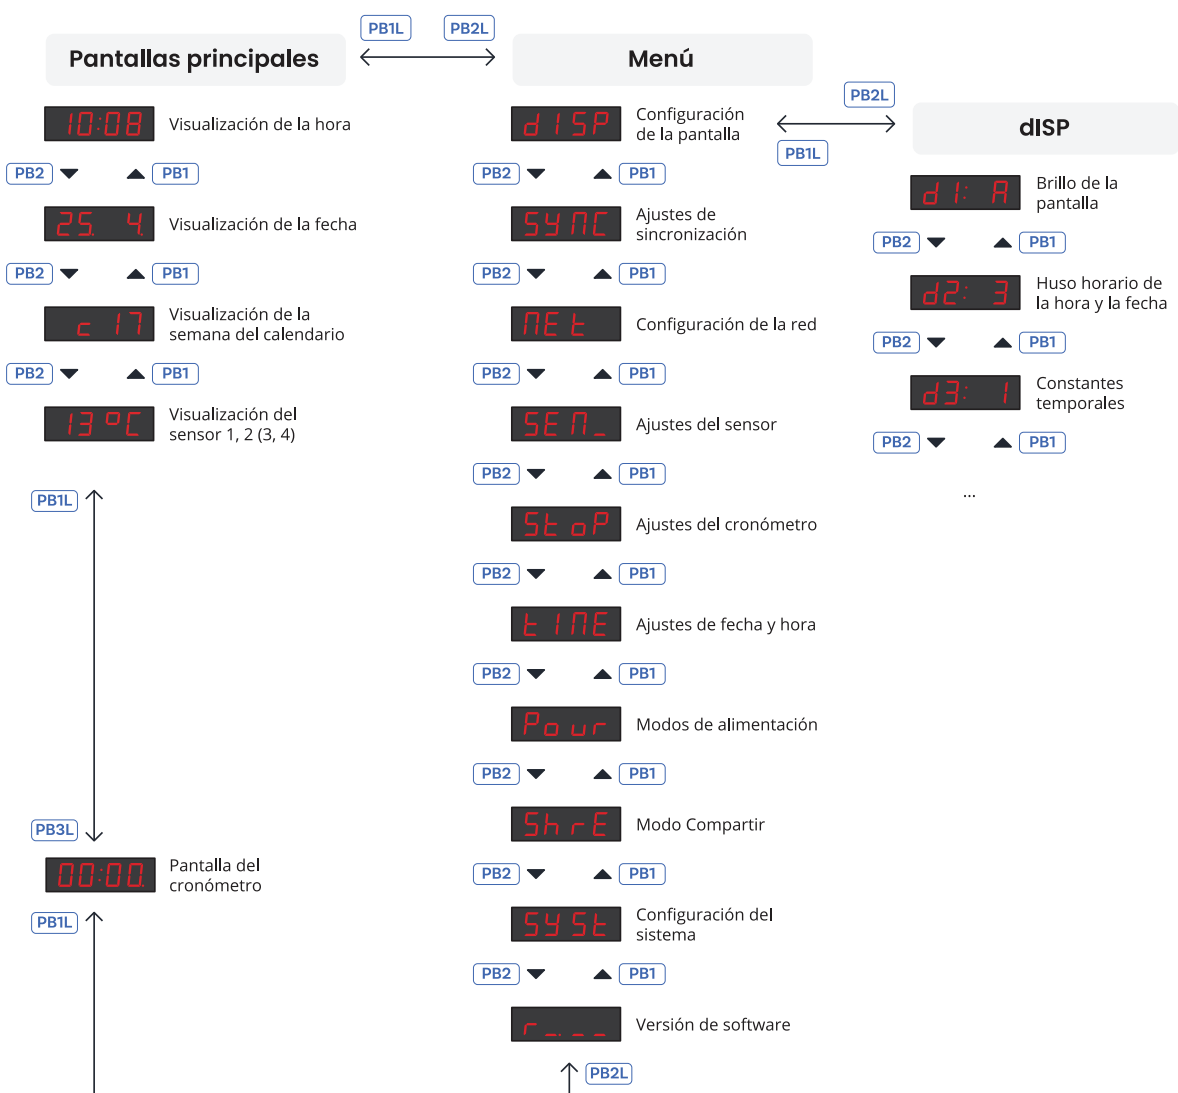 PB1L PB2L
Pantallas principales
10:08 Visualización de la hora
PB2 PB1
25. 4. Visualización de la fecha
PB2 PB1
c 17 Visualización de la
semana del calendario
PB2 PB1
13 °C Visualización del
sensor 1, 2 (3, 4)
PB1L
PB3L
00:00. Pantalla del
cronómetro
PB1L
Menú
dISP Configuración
de la pantalla
PB2 PB1
SYNC Ajustes de
sincronización
PB2 PB1
NEt Configuración de la red
PB2 PB1
SEN_ Ajustes del sensor
PB2 PB1
StoP Ajustes del cronómetro
PB2 PB1
tIME Ajustes de fecha y hora
PB2 PB1
Pour Modos de alimentación
PB2 PB1
ShrE Modo Compartir
PB2 PB1
SYSt Configuración del
sistema
PB2 PB1
r _._ _ Versión de software
PB2L
PB2L
PB1L
dISP
d1: A Brillo de la
pantalla
PB2 PB1
d2: 3 Huso horario de
la hora y la fecha
PB2 PB1
d3: 1 Constantes
temporales
PB2 PB1
...